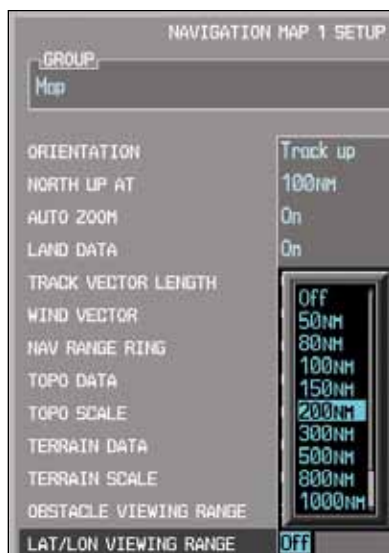 NAVIGATION MAP 1 SETUP
GROUP
Map
ORIENTATION Track up
NORTH UP AT 100NM
AUTO ZOOM On
LAND DATA On
TRACK VECTOR LENGTH
WIND VECTOR
NAV RANGE RING
TOPO DATA
TOPO SCALE
TERRAIN DATA
TERRAIN SCALE
OBSTACLE VIEWING RANGE
LAT/LON VIEWING RANGE Off
Off
50NM
80NM
100NM
150NM
200NM
300NM
500NM
800NM
1000NM